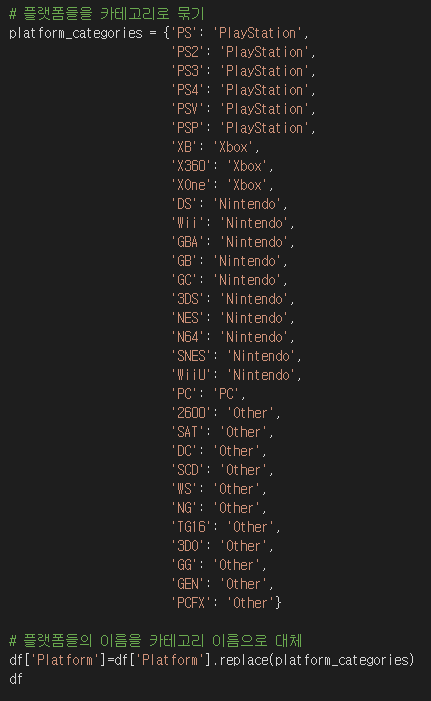 # 플랫폼들을 카테고리로 묶기
platform_categories = {'PS': 'PlayStation',
'PS2': 'PlayStation',
'PS3': 'PlayStation',
'PS4': 'PlayStation',
'PSV': 'PlayStation',
'PSP': 'PlayStation',
'XB': 'Xbox',
'X360': 'Xbox',
'XOne': 'Xbox',
'DS': 'Nintendo',
'Wii': 'Nintendo',
'GBA': 'Nintendo',
'GB': 'Nintendo',
'GC': 'Nintendo',
'3DS': 'Nintendo',
'NES': 'Nintendo',
'N64': 'Nintendo',
'SNES': 'Nintendo',
'WiiU': 'Nintendo',
'PC': 'PC',
'2600': 'Other',
'SAT': 'Other',
'DC': 'Other',
'SCD': 'Other',
'WS': 'Other',
'NG': 'Other',
'TG16': 'Other',
'3DO': 'Other',
'GG': 'Other',
'GEN': 'Other',
'PCFX': 'Other'}
# 플랫폼들의 이름을 카테고리 이름으로 대체
df['Platform']=df['Platform'].replace(platform_categories)
df